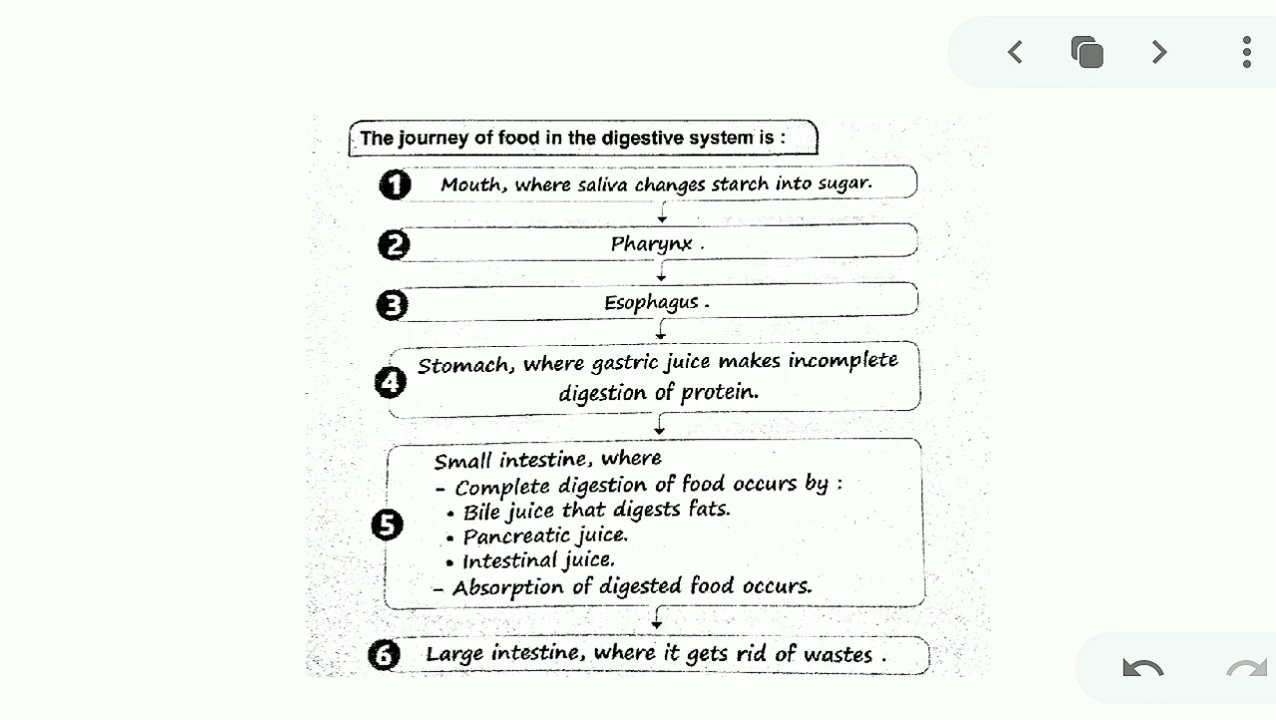 The journey of food in the digestive system is :
1 Mouth, where saliva changes starch into sugar.
2 Pharynx .
3 Esophagus .
4 Stomach, where gastric juice makes incomplete
digestion of protein.
5 Small intestine, where
- Complete digestion of food occurs by :
• Bile juice that digests fats.
• Pancreatic juice.
• Intestinal juice.
- Absorption of digested food occurs.
6 Large intestine, where it gets rid of wastes .